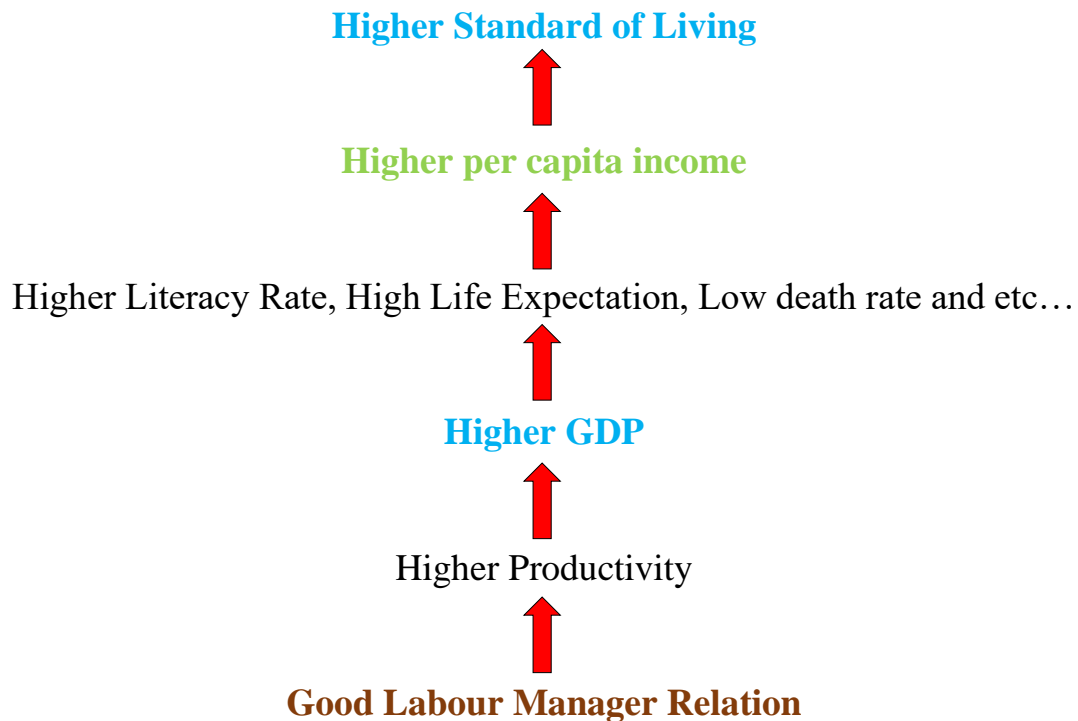 Higher Standard of Living
Higher per capita income
Higher Literacy Rate, High Life Expectation, Low death rate and etc…
Higher GDP
Higher Productivity
Good Labour Manager Relation